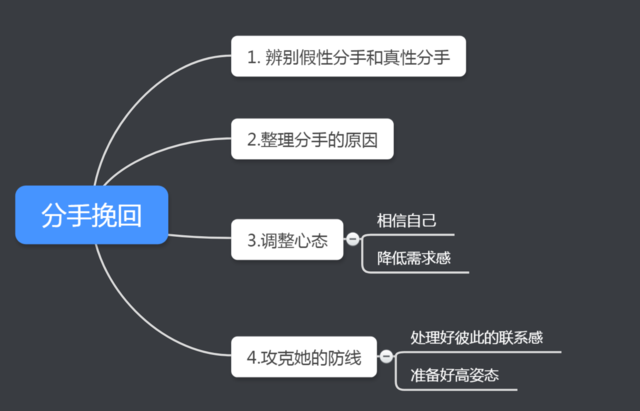 分手挽回
1. 辨别假性分手和真性分手
2.整理分手的原因
3.调整心态
相信自己
降低需求感
4.攻克她的防线
处理好彼此的联系感
准备好高姿态